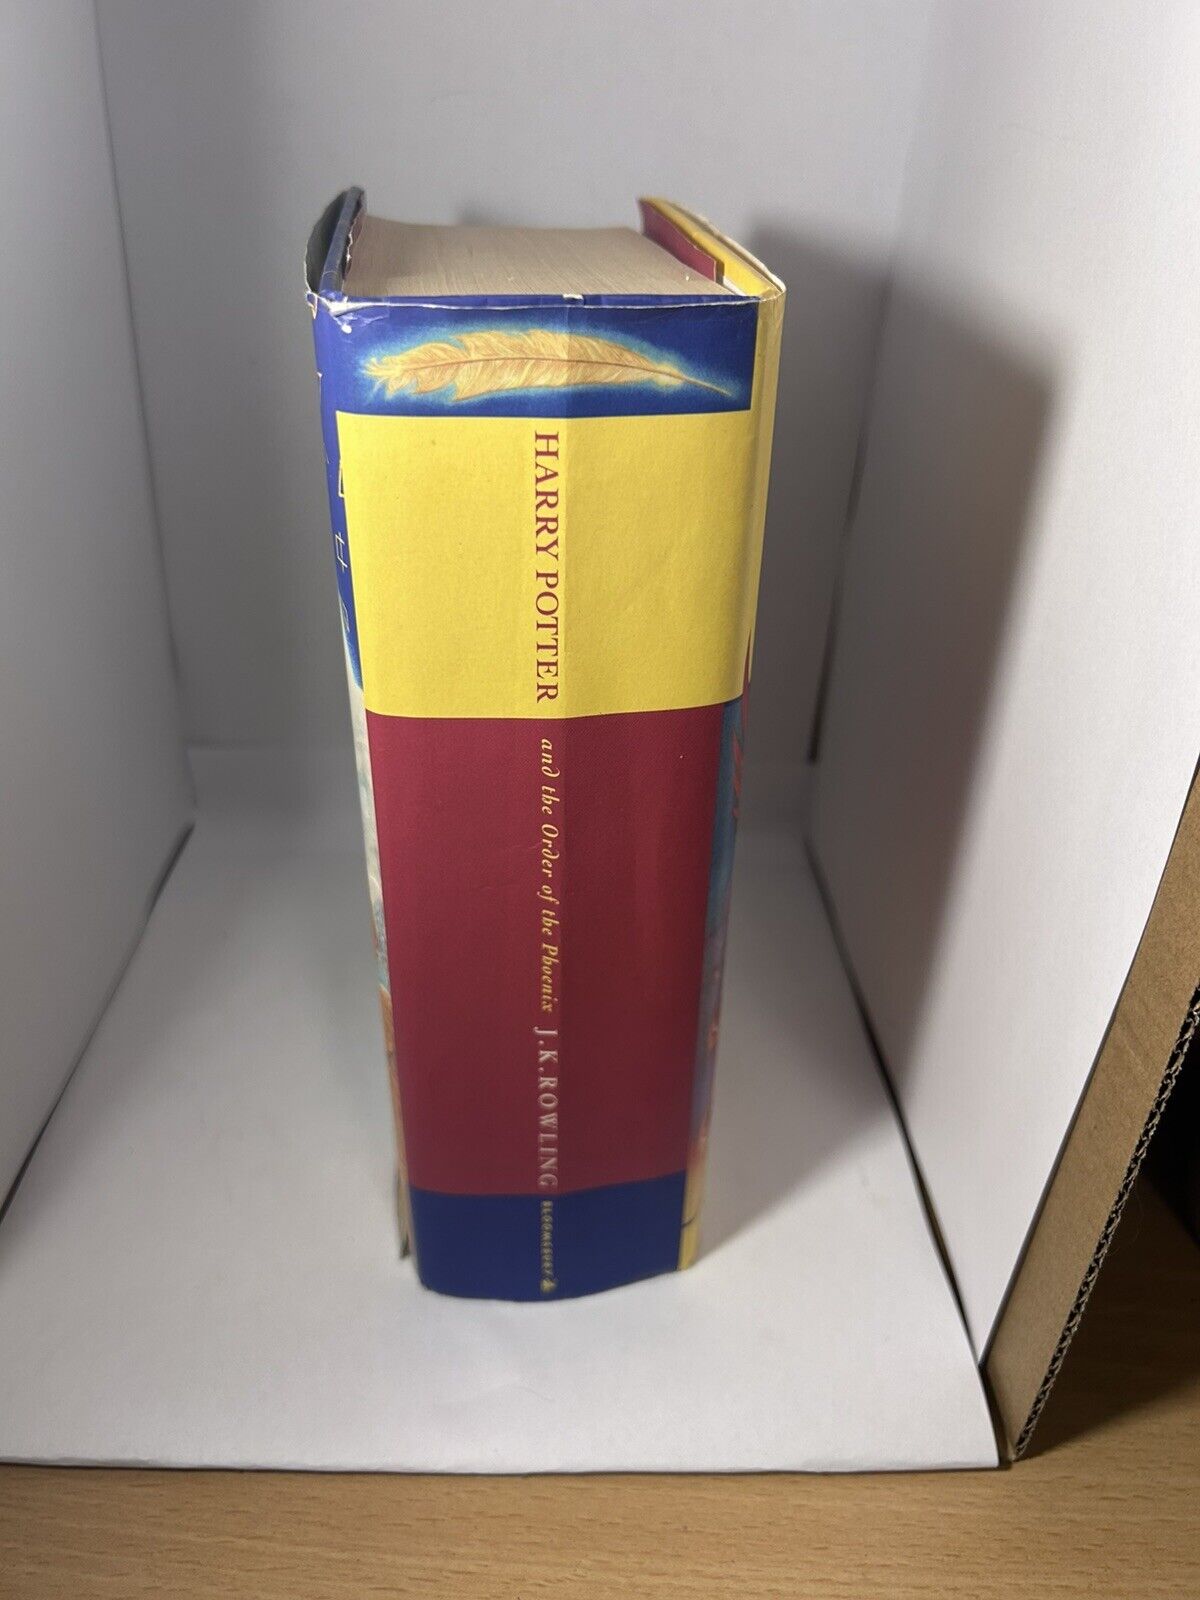 HARRY POTTER
and the Order of the Phoenix
J.K.ROWLING
BLOOMSBURY